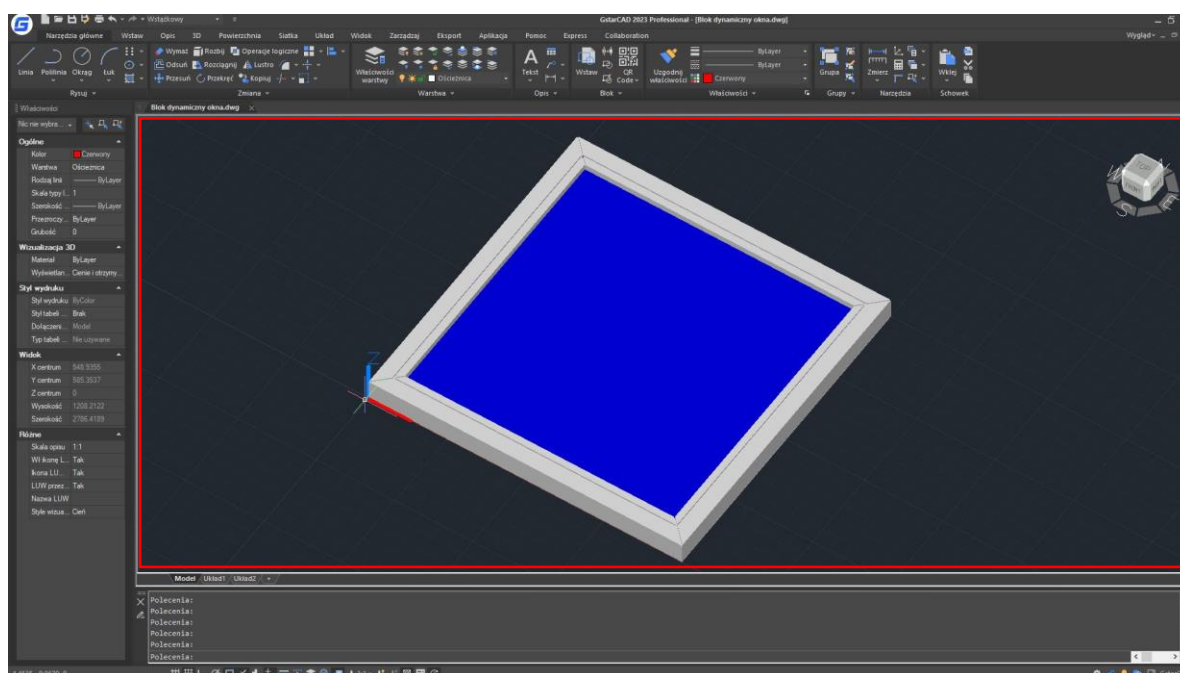 Wstążkowy
GstarCAD 2023 Professional - [Blok dynamiczny okna.dwg]
Narzędzia główne Wstaw Opis 3D Powierzchnia Siatka Układ Widok Zarządzaj Eksport Aplikacja Pomoc Express Collaboration Wygląd
Wymaż Rozbij Operacje logiczne
Odsuń Rozciągnij Lustro
Przesuń Przekręć Kopiuj
Linia Polilinia Okrąg Łuk
Właściwości warstwy
Ościeżnica
Tekst
Wstaw
QR Code
Uzgodnij właściwości
ByLayer
ByLayer
Czerwony
Grupa
Zmierz
Wklej
Rysuj Zmiana Warstwa Opis Blok Właściwości Grupy Narzędzia Schowek
Właściwości
Blok dynamiczny okna.dwg
Nic nie wybra...
Ogólne
Kolor Czerwony
Warstwa Ościeżnica
Rodzaj linii ByLayer
Skala typy l... 1
Szerokość ... ByLayer
Przezroczy... ByLayer
Grubość 0
Wizualizacja 3D
Materiał ByLayer
Wyświetlan... Cienie i otrzymy...
Styl wydruku
Styl wydruku ByColor
Styl tabeli ... Brak
Dołączeni... Model
Typ tabeli ... Nie używane
Widok
X centrum 548.5355
Y centrum 585.3537
Z centrum 0
Wysokość 1208.2122
Szerokość 2786.4189
Różne
Skala opisu 1:1
Wł ikonę L... Tak
Ikona LU... Tak
LUW przez... Tak
Nazwa LUW
Style wizua... Cień
Z
TOP
S
E
Model Układ1 Układ2 +
Polecenia:
Polecenia:
Polecenia:
Polecenia:
Polecenia:
Polecenia: